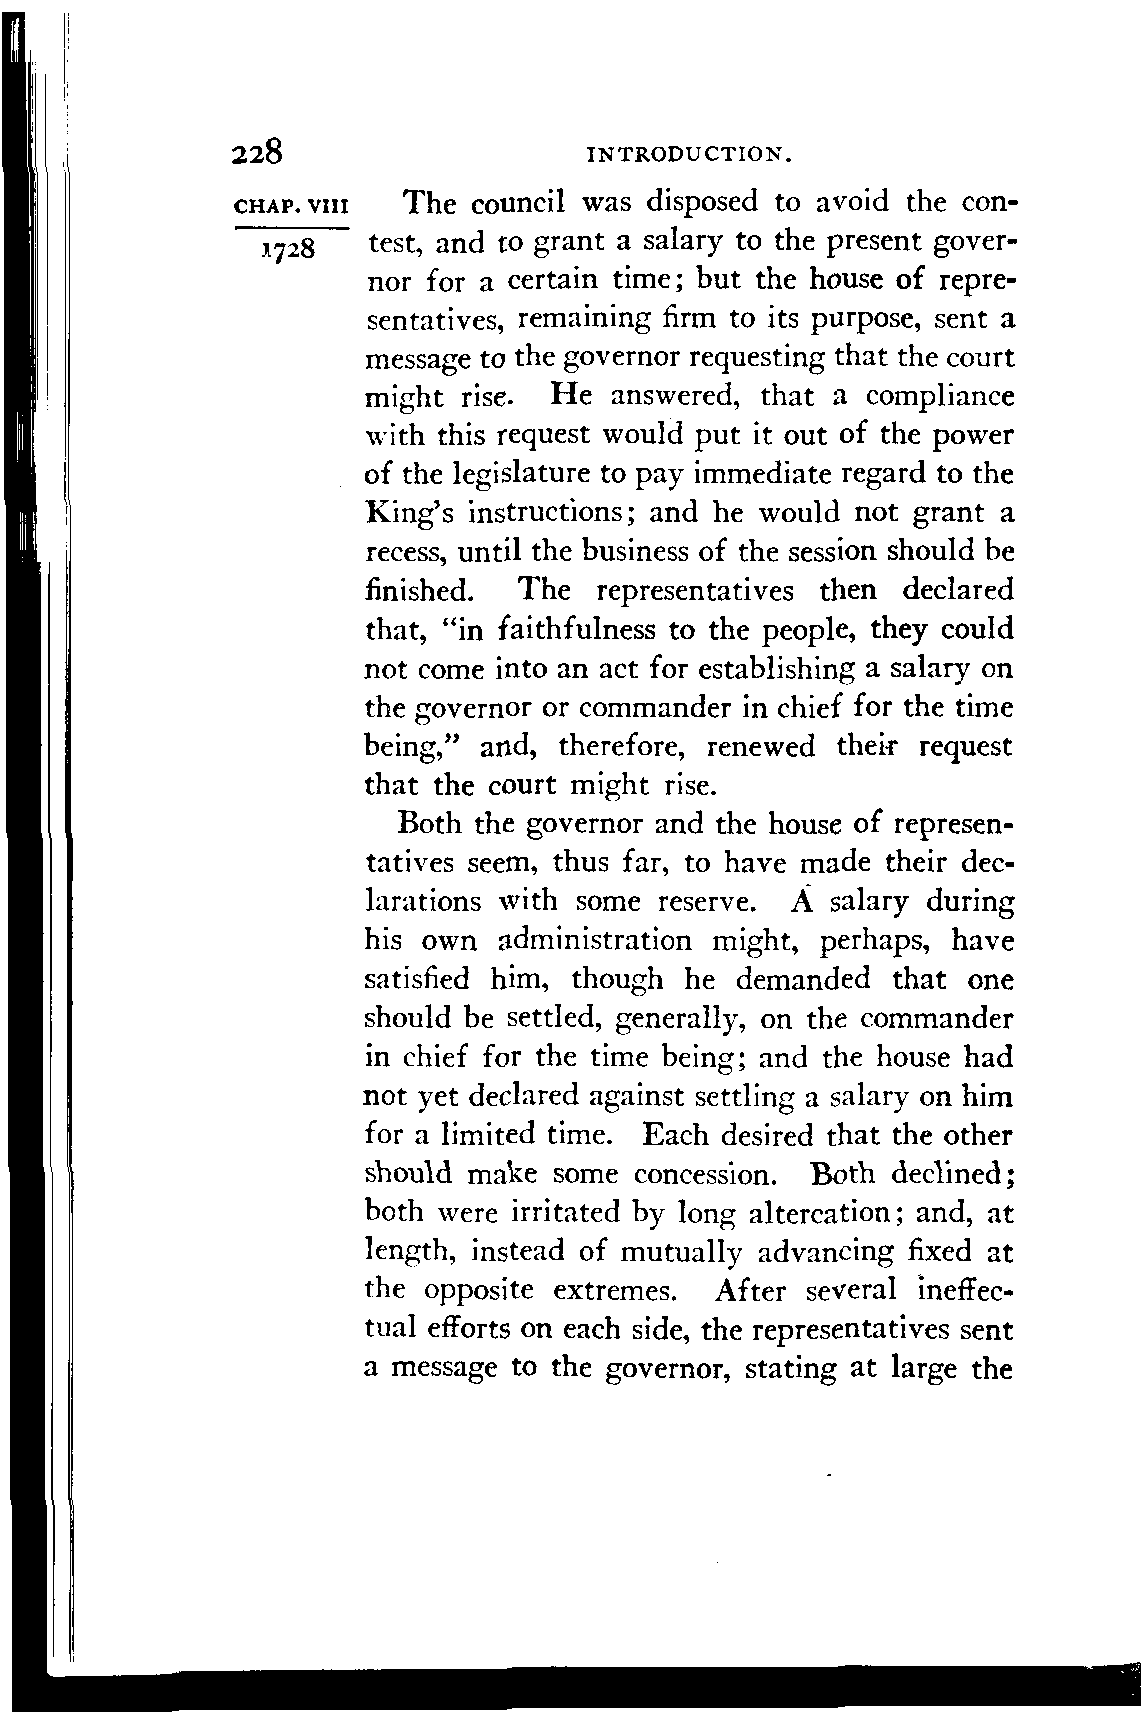 228 INTRODUCTION.
CHAP. VIII The council was disposed to avoid the con-
1728 test, and to grant a salary to the present gover-
nor for a certain time; but the house of repre-
sentatives, remaining firm to its purpose, sent a
message to the governor requesting that the court
might rise. He answered, that a compliance
with this request would put it out of the power
of the legislature to pay immediate regard to the
King's instructions; and he would not grant a
recess, until the business of the session should be
finished. The representatives then declared
that, "in faithfulness to the people, they could
not come into an act for establishing a salary on
the governor or commander in chief for the time
being," and, therefore, renewed their request
that the court might rise.
Both the governor and the house of represen-
tatives seem, thus far, to have made their dec-
larations with some reserve. A salary during
his own administration might, perhaps, have
satisfied him, though he demanded that one
should be settled, generally, on the commander
in chief for the time being; and the house had
not yet declared against settling a salary on him
for a limited time. Each desired that the other
should make some concession. Both declined;
both were irritated by long altercation; and, at
length, instead of mutually advancing fixed at
the opposite extremes. After several ineffec-
tual efforts on each side, the representatives sent
a message to the governor, stating at large the